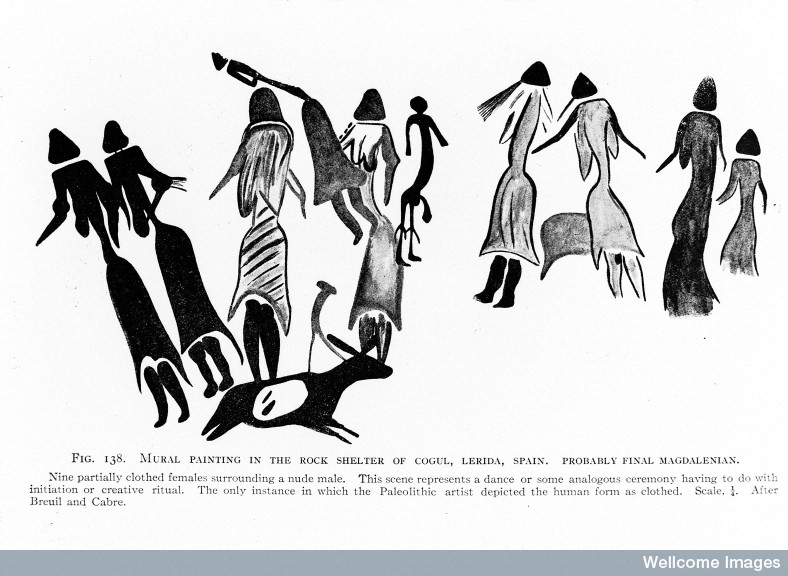 FIG. 138. MURAL PAINTING IN THE ROCK SHELTER OF COGUL, LERIDA, SPAIN. PROBABLY FINAL MAGDALENIAN.
Nine partially clothed females surrounding a nude male. This scene represents a dance or some analogous ceremony having to do with
initiation or creative ritual. The only instance in which the Paleolithic artist depicted the human form as clothed. Scale, ⅛. After
Breuil and Cabre.
Wellcome Images